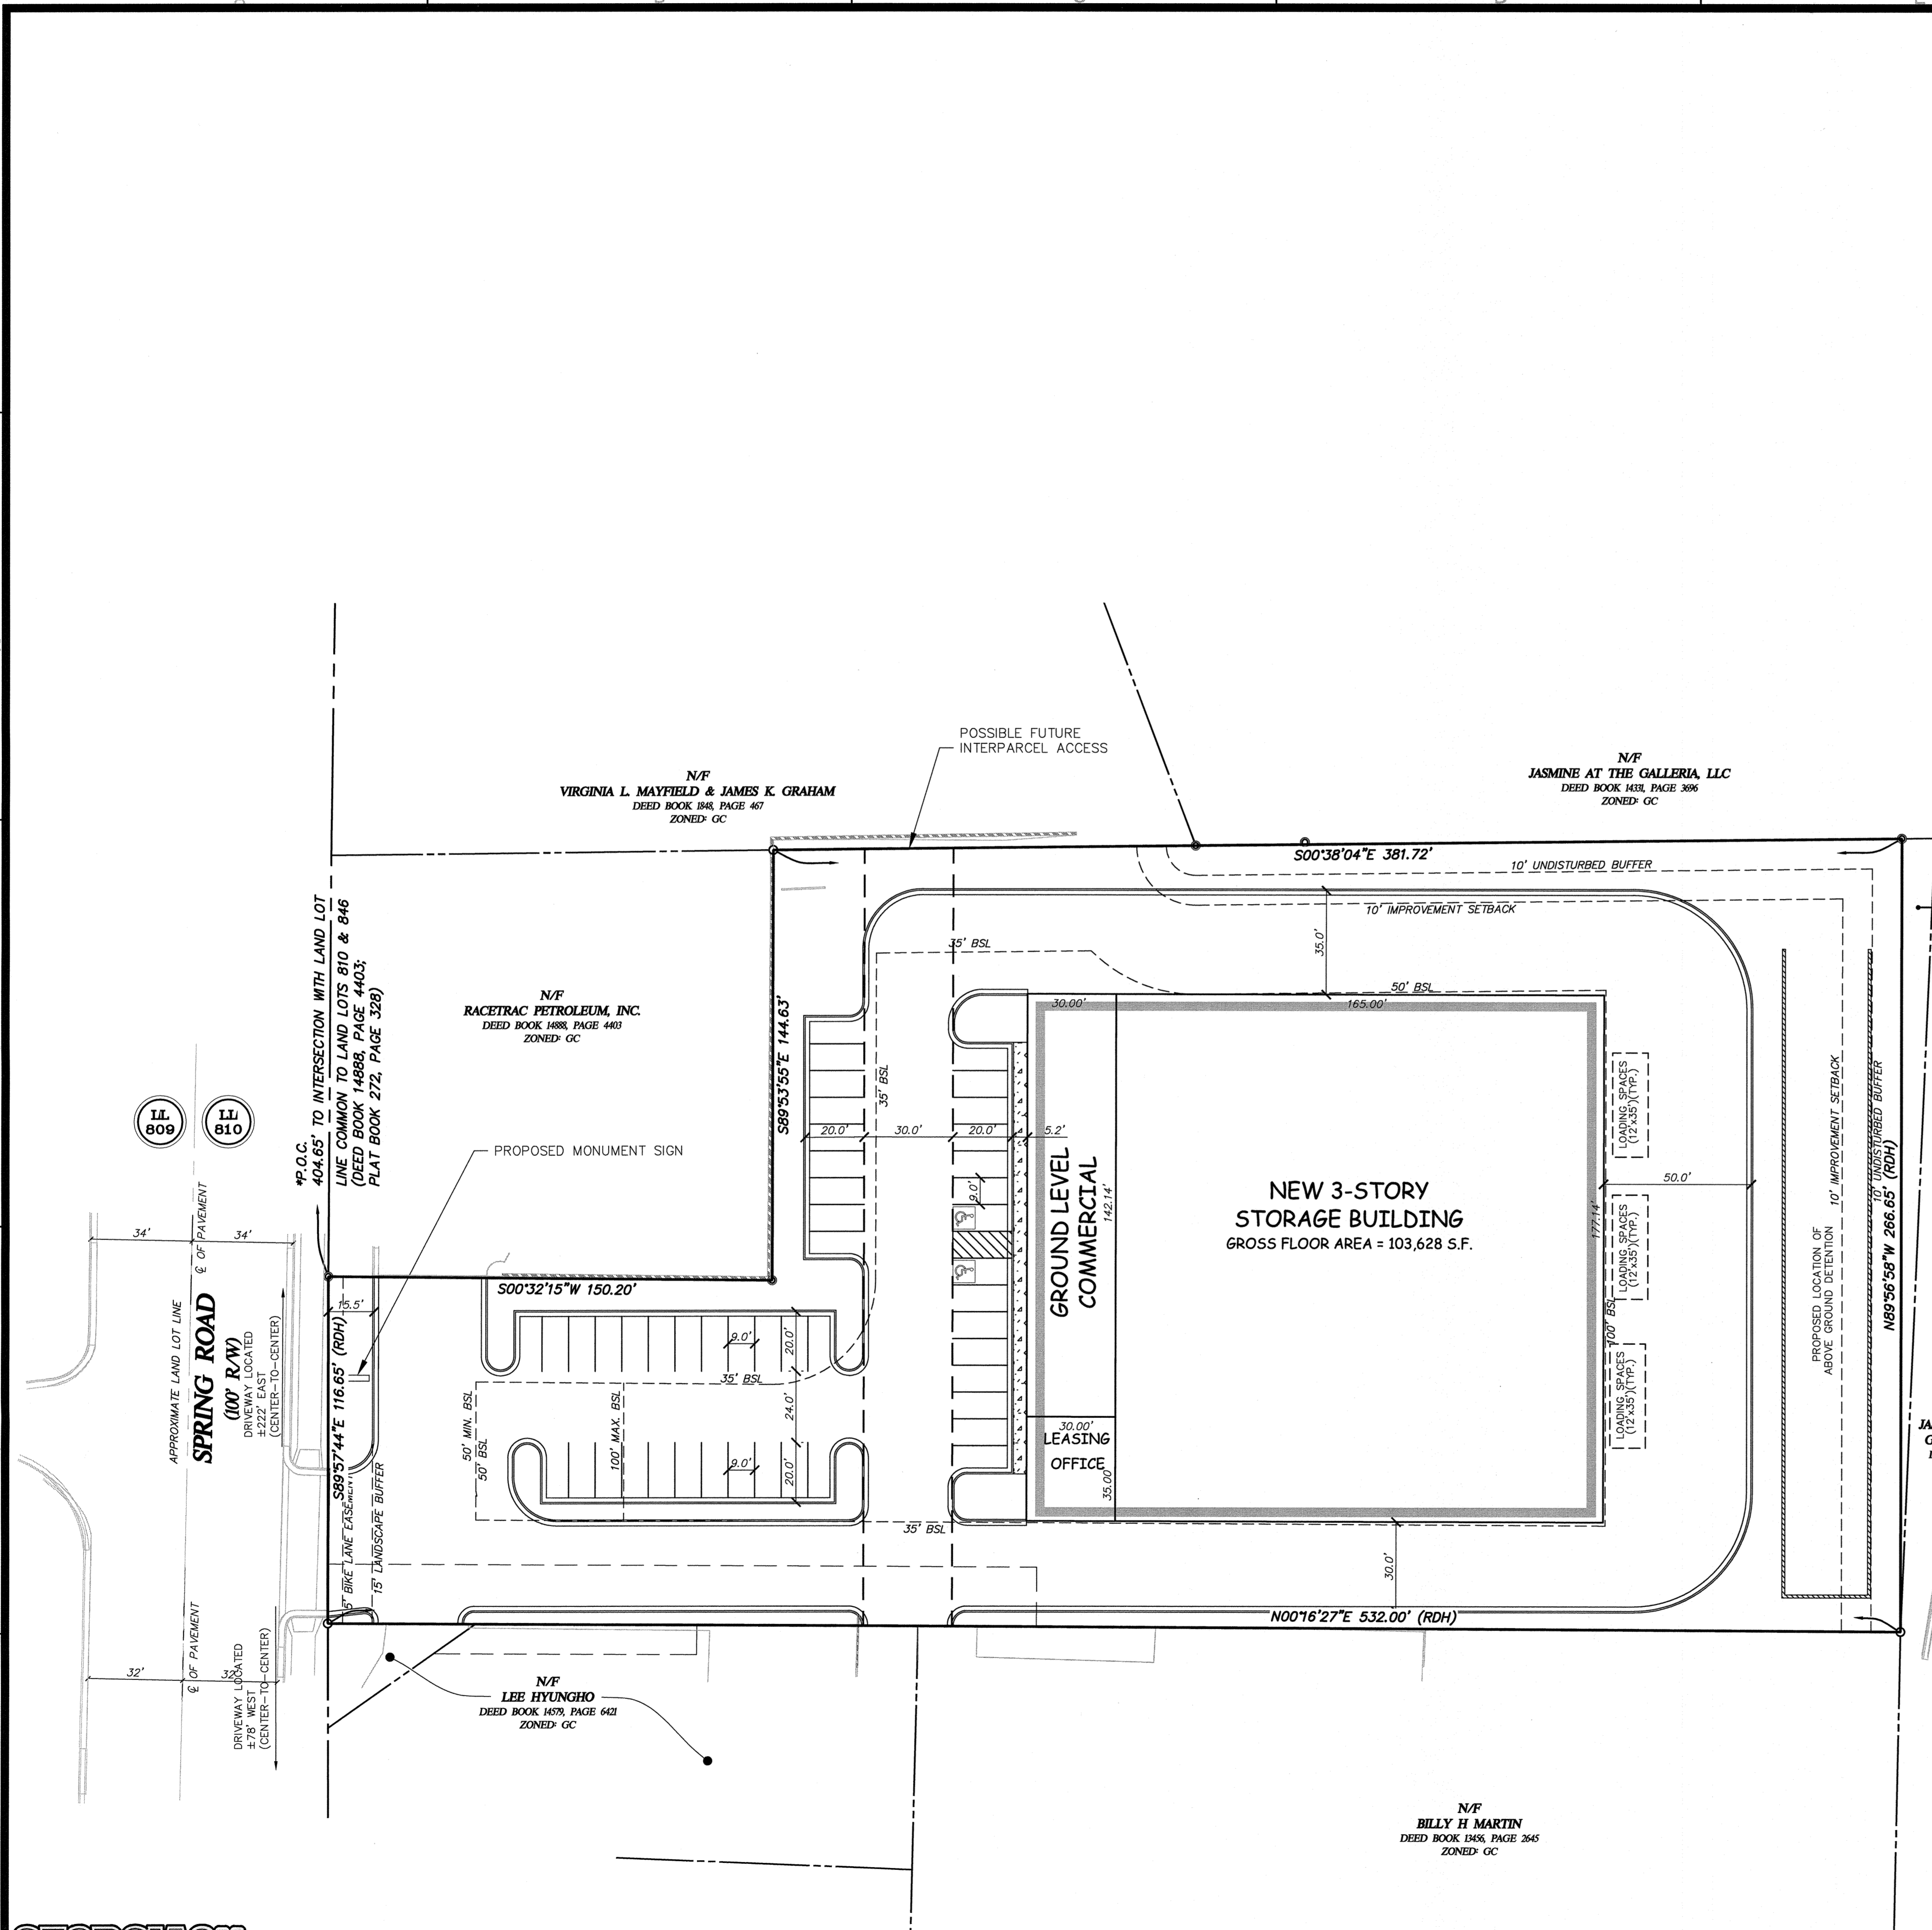 POSSIBLE FUTURE
INTERPARCEL ACCESS
N/F
VIRGINIA L. MAYFIELD & JAMES K. GRAHAM
DEED BOOK 1848, PAGE 467
ZONED: GC
N/F
JASMINE AT THE GALLERIA, LLC
DEED BOOK 14331, PAGE 3696
ZONED: GC
S00°38'04"E 381.72'
10' UNDISTURBED BUFFER
10' IMPROVEMENT SETBACK
35' BSL
35.0'
50' BSL
*P.O.C.
404.65' TO INTERSECTION WITH LAND LOT
LINE COMMON TO LAND LOTS 810 & 846
(DEED BOOK 14888, PAGE 4403;
PLAT BOOK 272, PAGE 328)
N/F
RACETRAC PETROLEUM, INC.
DEED BOOK 14888, PAGE 4403
ZONED: GC
S89°53'55"E 144.63'
30.00'
165.00'
35' BSL
LL
809
LL
810
PROPOSED MONUMENT SIGN
20.0'
30.0'
20.0'
5.2'
9.0'
GROUND LEVEL
COMMERCIAL
142.14'
NEW 3-STORY
STORAGE BUILDING
GROSS FLOOR AREA = 103,628 S.F.
177.14'
LOADING SPACES
(12'x35')(TYP.)
LOADING SPACES
(12'x35')(TYP.)
LOADING SPACES
(12'x35')(TYP.)
100' BSL
50.0'
PROPOSED LOCATION OF
ABOVE GROUND DETENTION
10' IMPROVEMENT SETBACK
10' UNDISTURBED BUFFER
N89°56'58"W 266.65' (RDH)
34'
34'
℄ OF PAVEMENT
APPROXIMATE LAND LOT LINE
SPRING ROAD
(100' R/W)
DRIVEWAY LOCATED
±222' EAST
(CENTER-TO-CENTER)
S00°32'15"W 150.20'
15.5'
S89°57'44"E 116.65' (RDH)
5' BIKE LANE EASEMENT
15' LANDSCAPE BUFFER
9.0'
20.0'
35' BSL
24.0'
50' MIN. BSL
50' BSL
100' MAX. BSL
9.0'
20.0'
30.00'
LEASING
OFFICE
35.00'
35' BSL
30.0'
N00°16'27"E 532.00' (RDH)
32'
32'
℄ OF PAVEMENT
DRIVEWAY LOCATED
±78' WEST
(CENTER-TO-CENTER)
N/F
LEE HYUNGHO
DEED BOOK 14579, PAGE 6421
ZONED: GC
N/F
BILLY H MARTIN
DEED BOOK 13456, PAGE 2645
ZONED: GC
JA